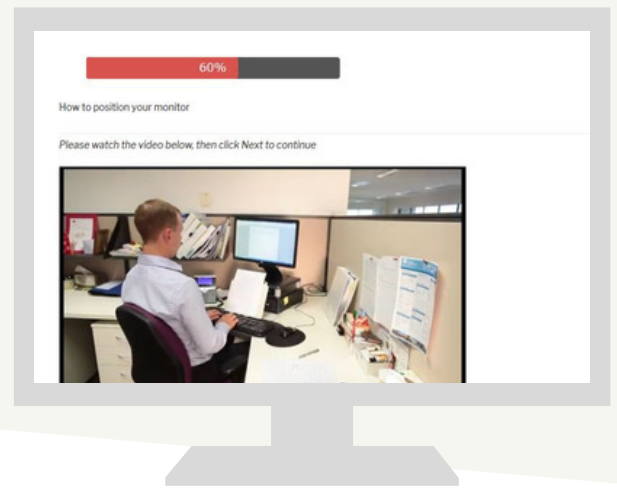 60%
How to position your monitor
Please watch the video below, then click Next to continue